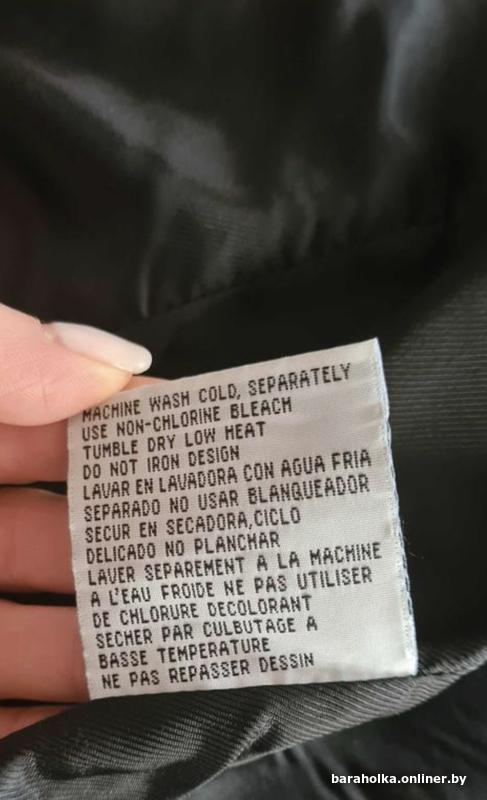 MACHINE WASH COLD, SEPARATELY
USE NON-CHLORINE BLEACH
TUMBLE DRY LOW HEAT
DO NOT IRON DESIGN
LAVAR EN LAVADORA CON AGUA FRIA
SEPARADO NO USAR BLANQUEADOR
SECUR EN SECADORA,CICLO
DELICADO NO PLANCHAR
LAVER SEPAREMENT A LA MACHINE
A L'EAU FROIDE NE PAS UTILISER
DE CHLORURE DECOLORANT
SECHER PAR CULBUTAGE A
BASSE TEMPERATURE
NE PAS REPASSER DESSIN
baraholka.onliner.by